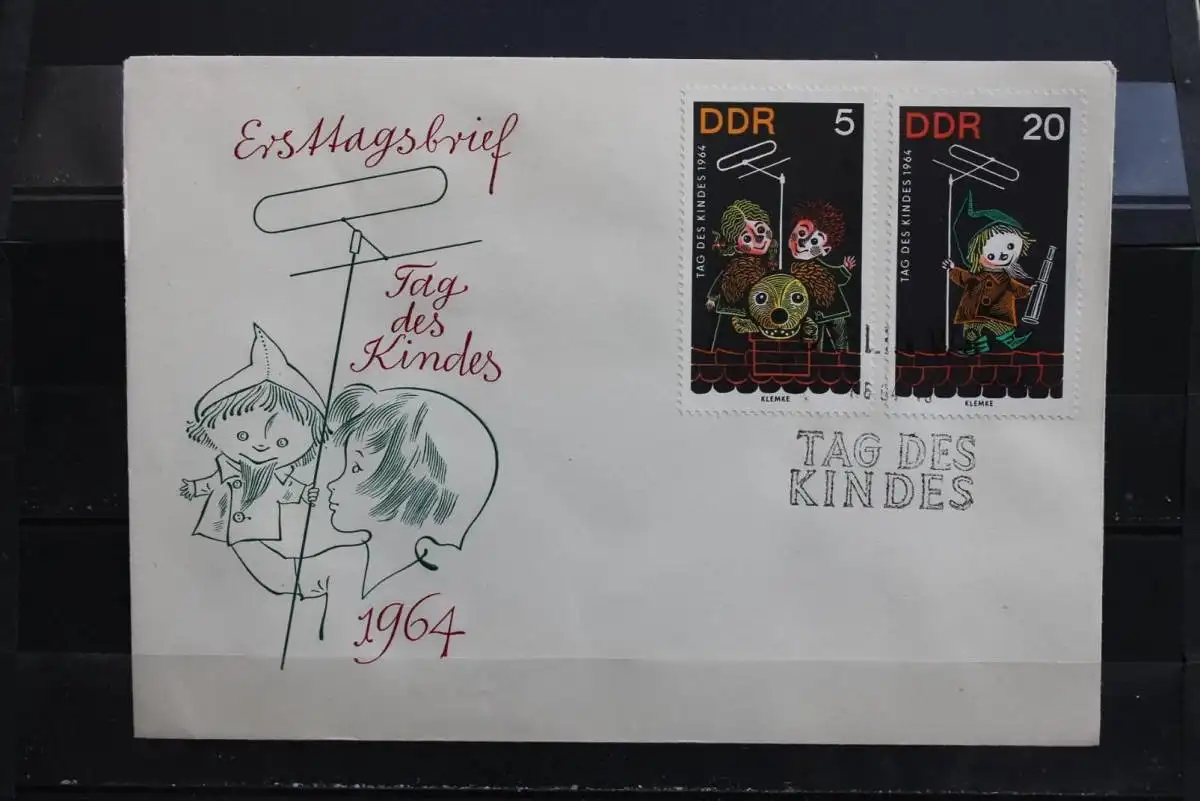 Ersttagsbrief
Tag
des
Kindes
1964
DDR 5
TAG DES KINDES 1964
KLEMKE
DDR 20
TAG DES KINDES 1964
KLEMKE
TAG DES
KINDES